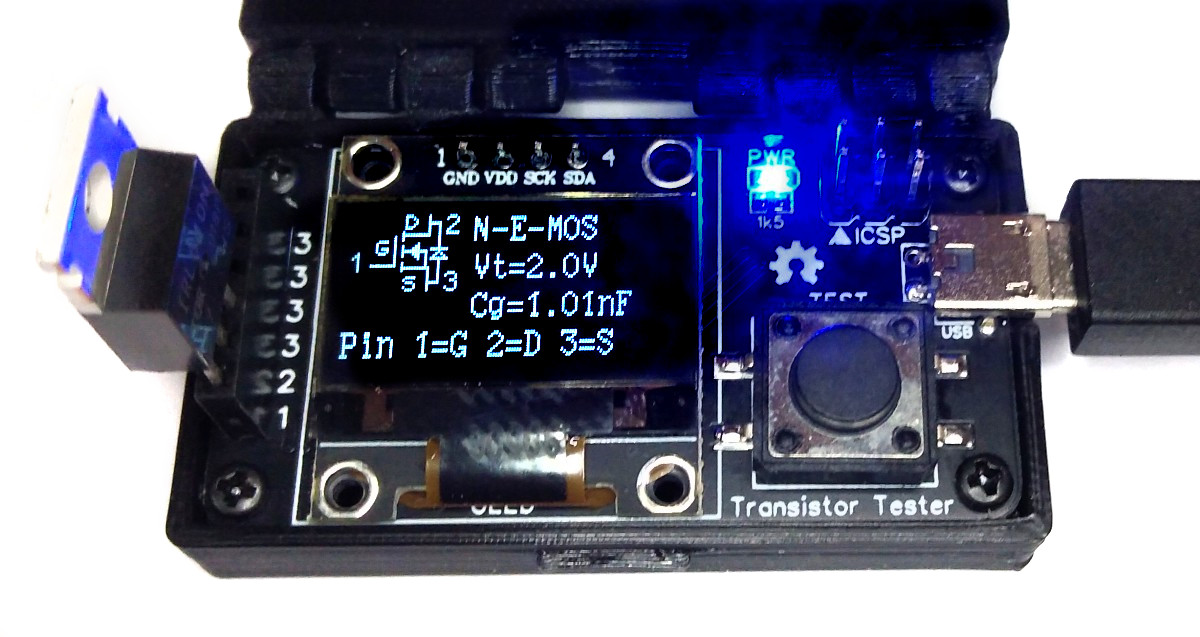 1 4
GND VDD SCK SDA
PWR
1k5
ICSP
D 2 N-E-MOS
1 G
S 3
Vt=2.0V
Cg=1.01nF
Pin 1=G 2=D 3=S
3
3
3
3
2
1
TEST
USB
OLED
Transistor Tester